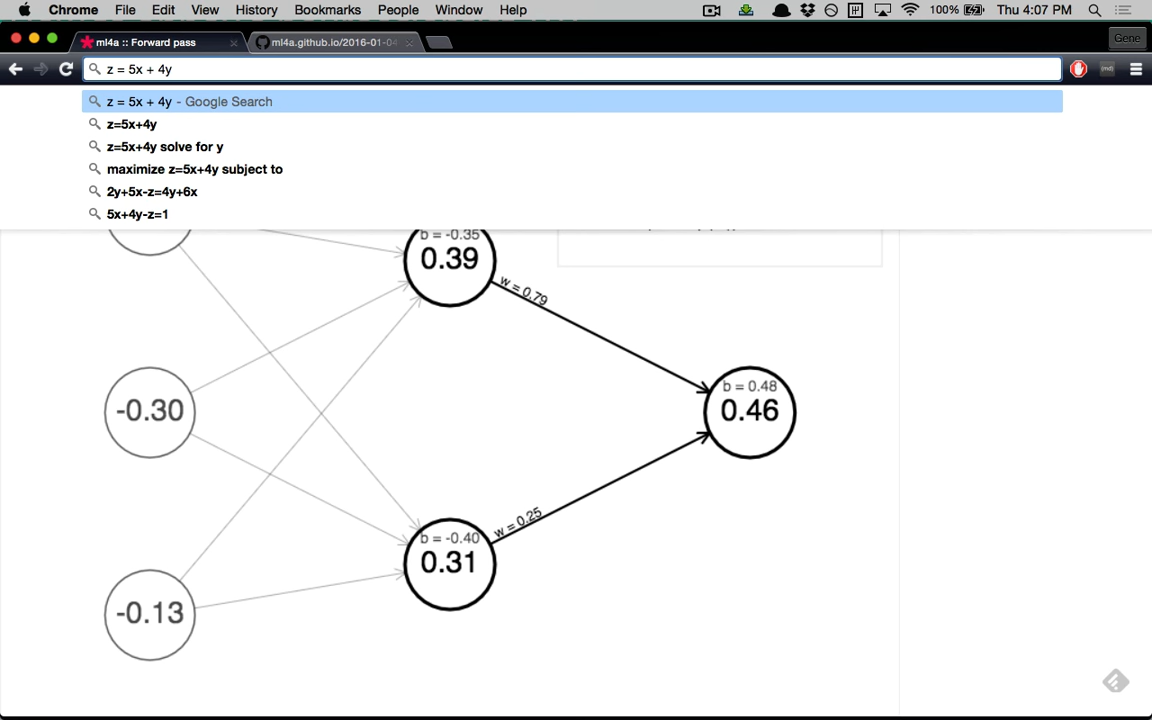 Chrome File Edit View History Bookmarks People Window Help 100% Thu 4:07 PM
ml4a :: Forward pass ml4a.github.io/2016-01-04 Gene
z = 5x + 4y
z = 5x + 4y - Google Search
z=5x+4y
z=5x+4y solve for y
maximize z=5x+4y subject to
2y+5x-z=4y+6x
5x+4y-z=1
b = -0.35
0.39
w = 0.79
-0.30
b = 0.48
0.46
w = 0.25
b = -0.40
0.31
-0.13